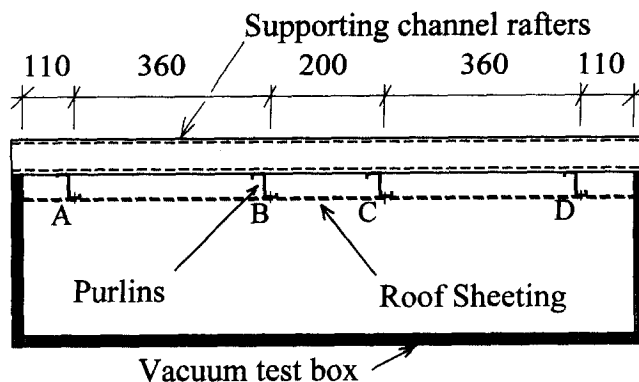 Supporting channel rafters
110 360 200 360 110
A B C D
Purlins Roof Sheeting
Vacuum test box